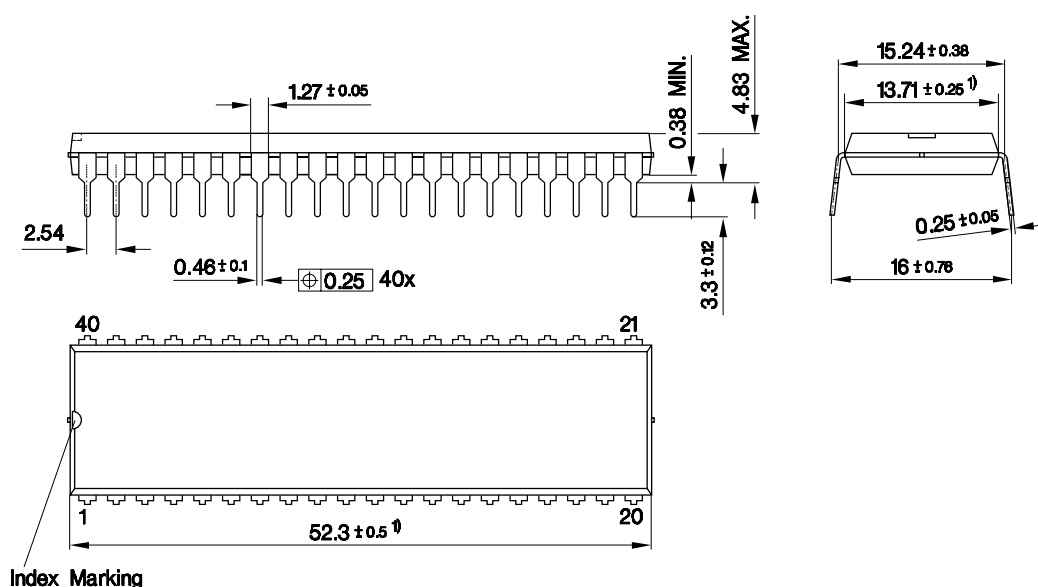 1.27 ± 0.05
0.38 MIN.
4.83 MAX.
15.24 ± 0.38
13.71 ± 0.25 1)
2.54
0.46 ± 0.1
0.25 40x
3.3 ± 0.12
0.25 ± 0.05
16 ± 0.76
40
21
1
20
52.3 ± 0.5 1)
Index Marking